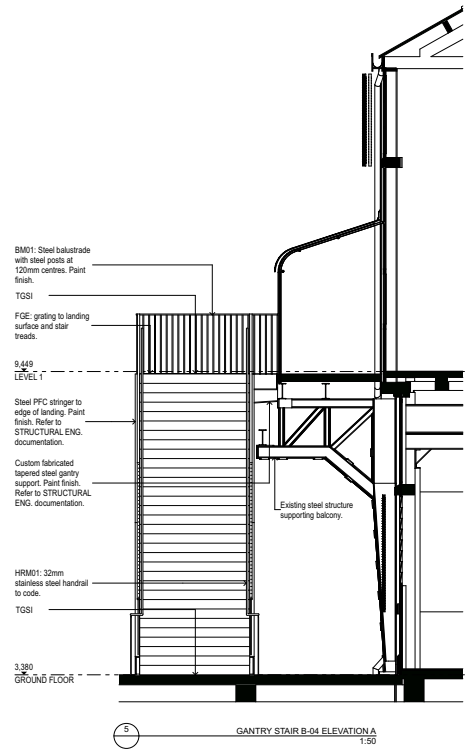 BM01: Steel balustrade
with steel posts at
120mm centres. Paint
finish.
TGSI
FGE: grating to landing
surface and stair
treads.
9,449
LEVEL 1
Steel PFC stringer to
edge of landing. Paint
finish. Refer to
STRUCTURAL ENG.
documentation.
Custom fabricated
tapered steel gantry
support. Paint finish.
Refer to STRUCTURAL
ENG. documentation.
Existing steel structure
supporting balcony.
HRM01: 32mm
stainless steel handrail
to code.
TGSI
3,380
GROUND FLOOR
5
GANTRY STAIR B-04 ELEVATION A
1:50